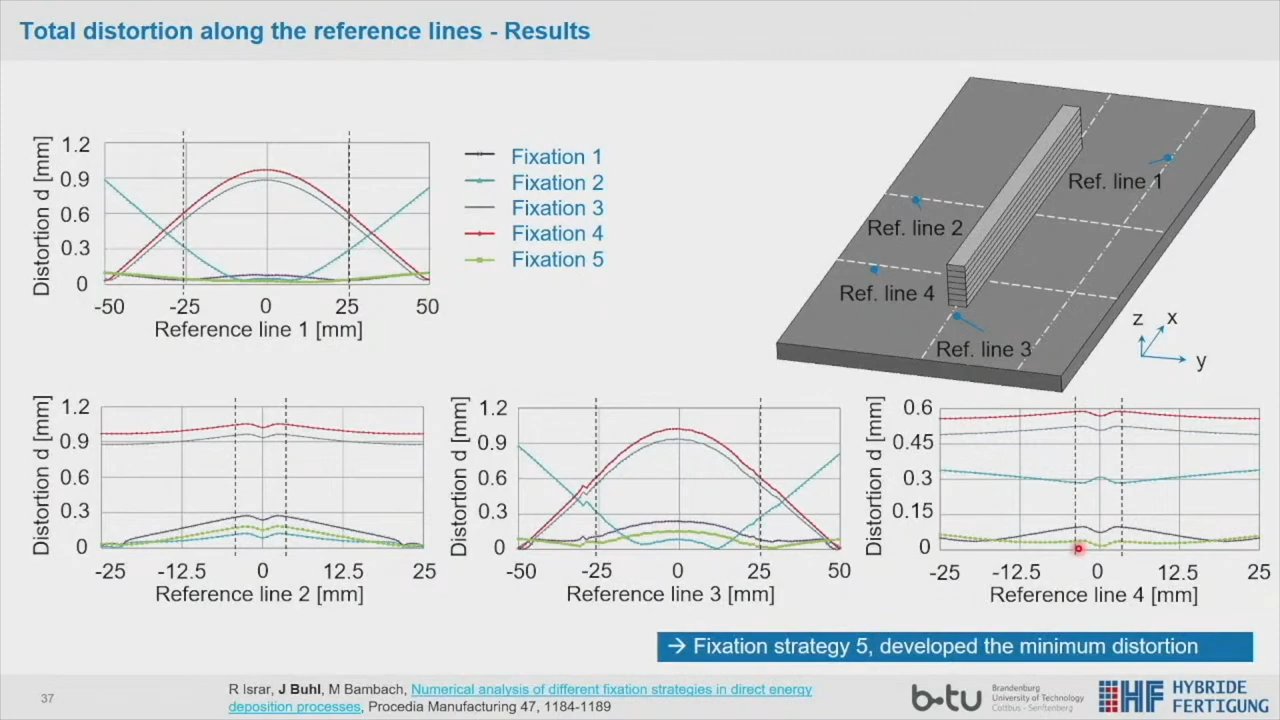 Total distortion along the reference lines - Results
Distortion d [mm]
1.2
0.9
0.6
0.3
0
-50 -25 0 25 50
Reference line 1 [mm]
Fixation 1
Fixation 2
Fixation 3
Fixation 4
Fixation 5
Ref. line 1
Ref. line 2
Ref. line 4
Ref. line 3
z x
y
Distortion d [mm]
1.2
0.9
0.6
0.3
0
-25 -12.5 0 12.5 25
Reference line 2 [mm]
Distortion d [mm]
1.2
0.9
0.6
0.3
0
-50 -25 0 25 50
Reference line 3 [mm]
Distortion d [mm]
0.6
0.45
0.3
0.15
0
-25 -12.5 0 12.5 25
Reference line 4 [mm]
→ Fixation strategy 5, developed the minimum distortion
37
R Israr, J Buhl, M Bambach, Numerical analysis of different fixation strategies in direct energy
deposition processes, Procedia Manufacturing 47, 1184-1189
b-tu
Brandenburg
University of Technology
Cottbus - Senftenberg
HF
HYBRIDE
FERTIGUNG